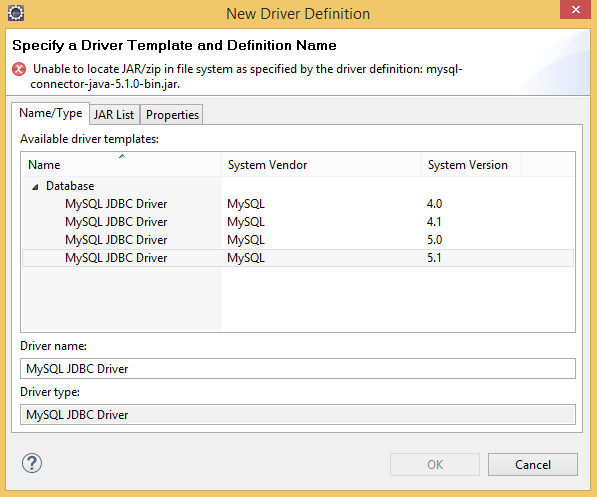 New Driver Definition
Specify a Driver Template and Definition Name
Unable to locate JAR/zip in file system as specified by the driver definition: mysql-
connector-java-5.1.0-bin.jar.
Name/Type JAR List Properties
Available driver templates:
Name System Vendor System Version
Database
MySQL JDBC Driver MySQL 4.0
MySQL JDBC Driver MySQL 4.1
MySQL JDBC Driver MySQL 5.0
MySQL JDBC Driver MySQL 5.1
Driver name:
MySQL JDBC Driver
Driver type:
MySQL JDBC Driver
? OK Cancel